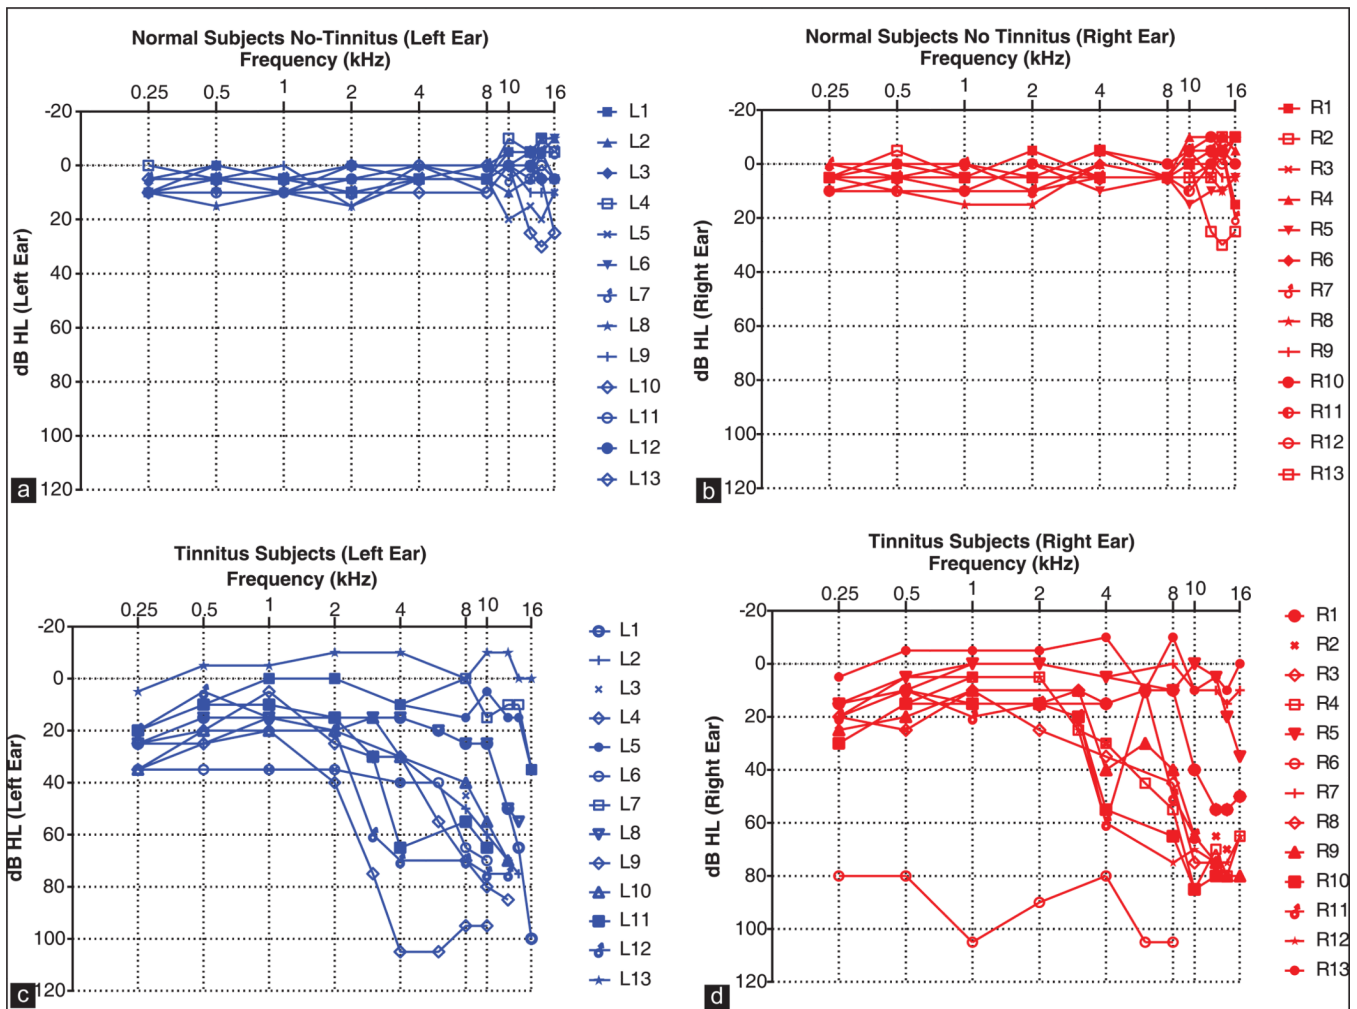 Normal Subjects No-Tinnitus (Left Ear)
Frequency (kHz)
0.25 0.5 1 2 4 8 10 16
-20
0
20
40
60
80
100
120
dB HL (Left Ear)
L1
L2
L3
L4
L5
L6
L7
L8
L9
L10
L11
L12
L13
a
Normal Subjects No Tinnitus (Right Ear)
Frequency (kHz)
0.25 0.5 1 2 4 8 10 16
-20
0
20
40
60
80
100
120
dB HL (Right Ear)
R1
R2
R3
R4
R5
R6
R7
R8
R9
R10
R11
R12
R13
b
Tinnitus Subjects (Left Ear)
Frequency (kHz)
0.25 0.5 1 2 4 8 10 16
-20
0
20
40
60
80
100
120
dB HL (Left Ear)
L1
L2
L3
L4
L5
L6
L7
L8
L9
L10
L11
L12
L13
c
Tinnitus Subjects (Right Ear)
Frequency (kHz)
0.25 0.5 1 2 4 8 10 16
-20
0
20
40
60
80
100
120
dB HL (Right Ear)
R1
R2
R3
R4
R5
R6
R7
R8
R9
R10
R11
R12
R13
d